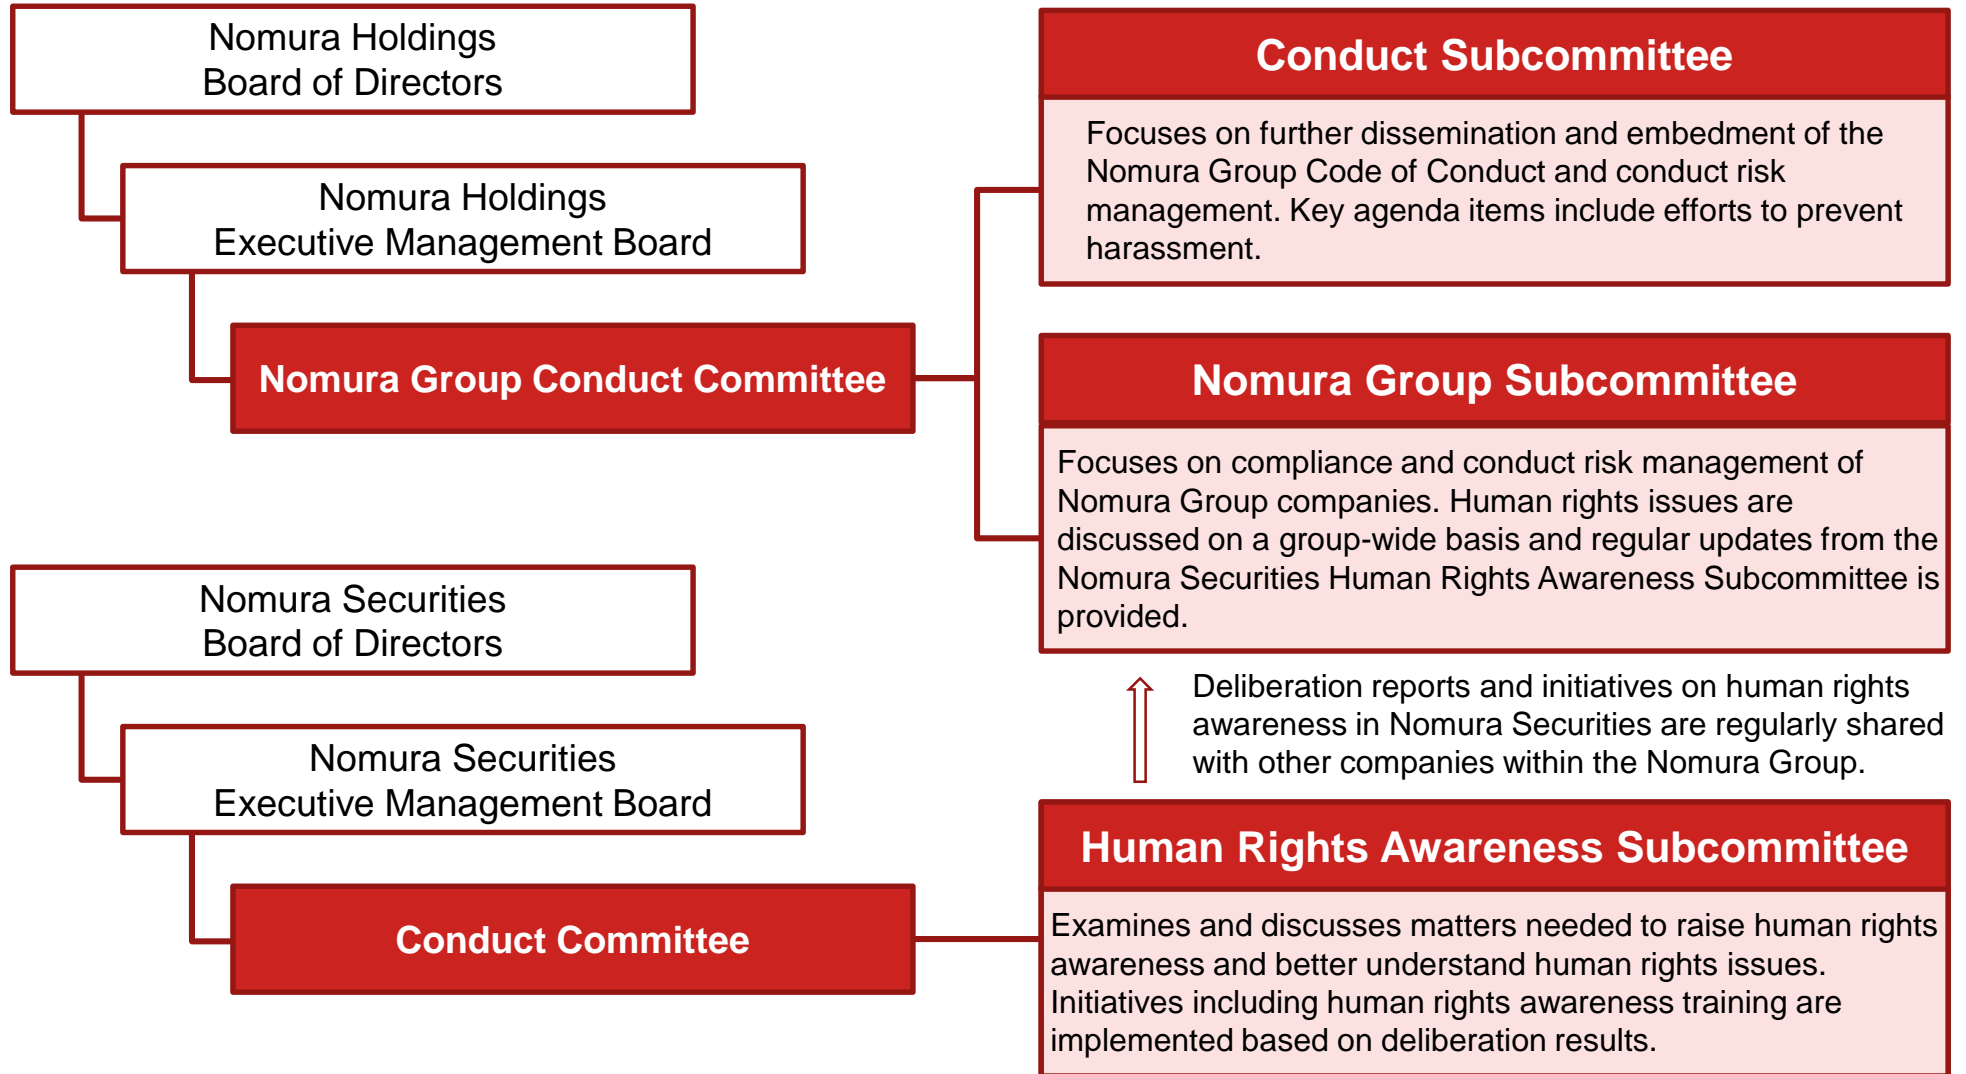 Nomura Holdings
Board of Directors
Nomura Holdings
Executive Management Board
Nomura Group Conduct Committee
Conduct Subcommittee
Focuses on further dissemination and embedment of the
Nomura Group Code of Conduct and conduct risk
management. Key agenda items include efforts to prevent
harassment.
Nomura Group Subcommittee
Focuses on compliance and conduct risk management of
Nomura Group companies. Human rights issues are
discussed on a group-wide basis and regular updates from the
Nomura Securities Human Rights Awareness Subcommittee is
provided.
Deliberation reports and initiatives on human rights
awareness in Nomura Securities are regularly shared
with other companies within the Nomura Group.
Nomura Securities
Board of Directors
Nomura Securities
Executive Management Board
Conduct Committee
Human Rights Awareness Subcommittee
Examines and discusses matters needed to raise human rights
awareness and better understand human rights issues.
Initiatives including human rights awareness training are
implemented based on deliberation results.